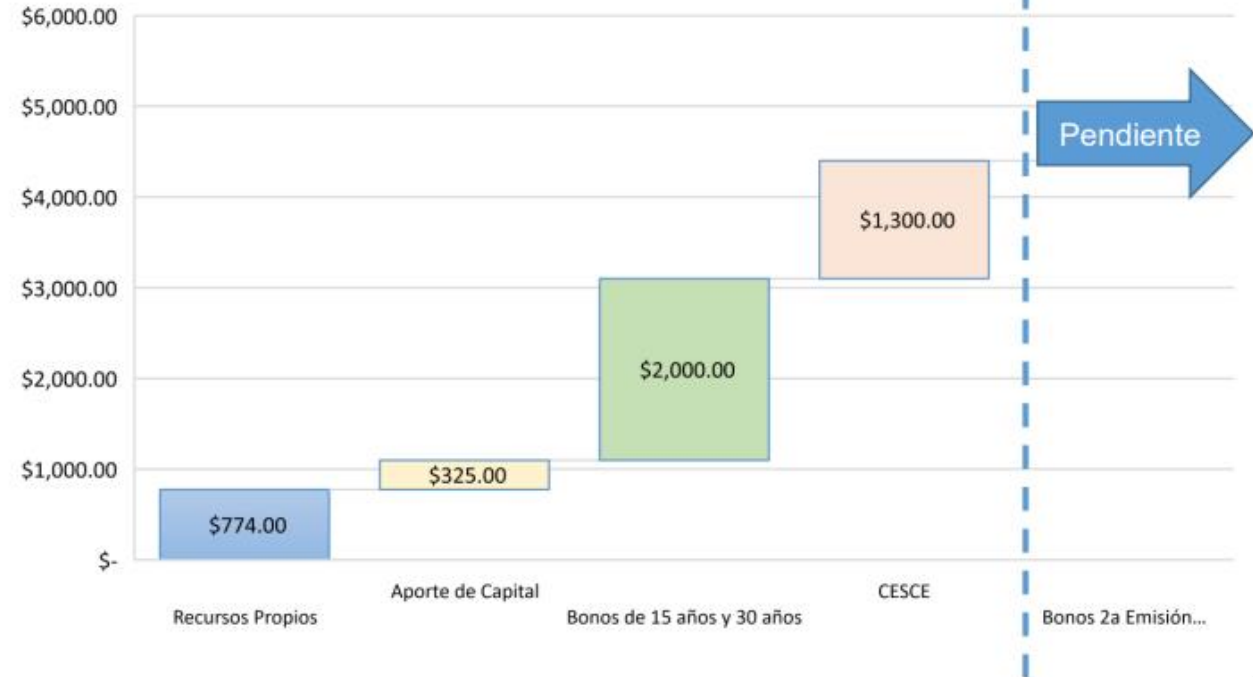 $6,000.00
$5,000.00
$4,000.00
$3,000.00
$2,000.00
$1,000.00
$-
$774.00
$325.00
$2,000.00
$1,300.00
Pendiente
Recursos Propios
Aporte de Capital
Bonos de 15 años y 30 años
CESCE
Bonos 2a Emisión...